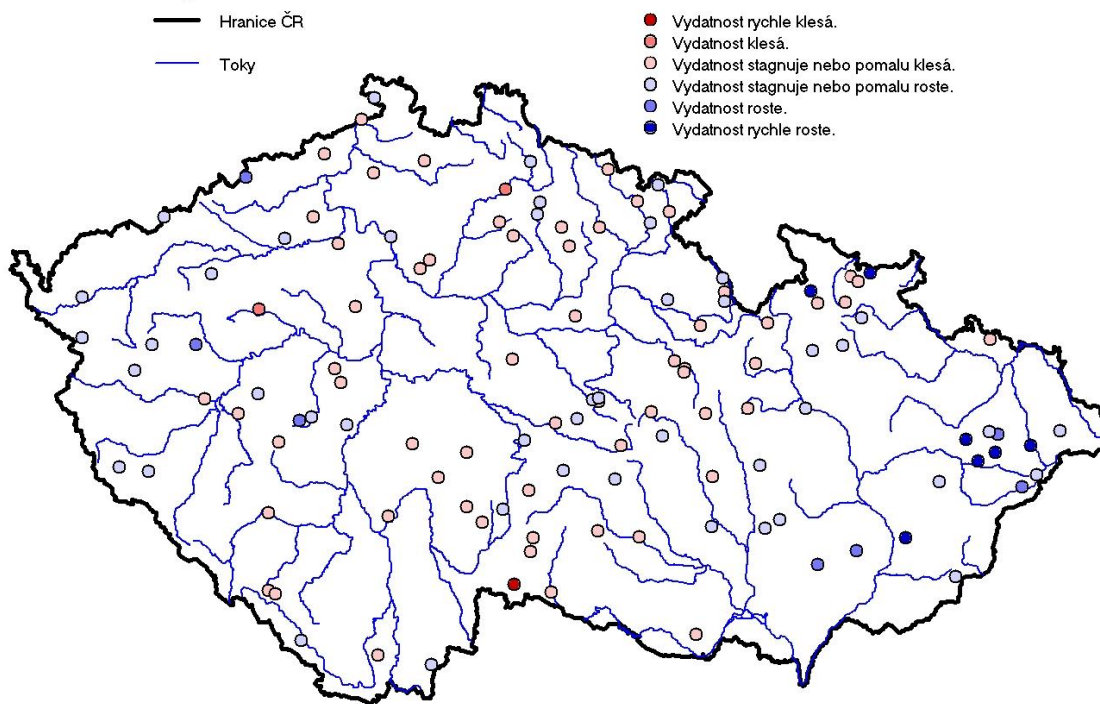 Hranice ČR
Toky
Vydatnost rychle klesá.
Vydatnost klesá.
Vydatnost stagnuje nebo pomalu klesá.
Vydatnost stagnuje nebo pomalu roste.
Vydatnost roste.
Vydatnost rychle roste.